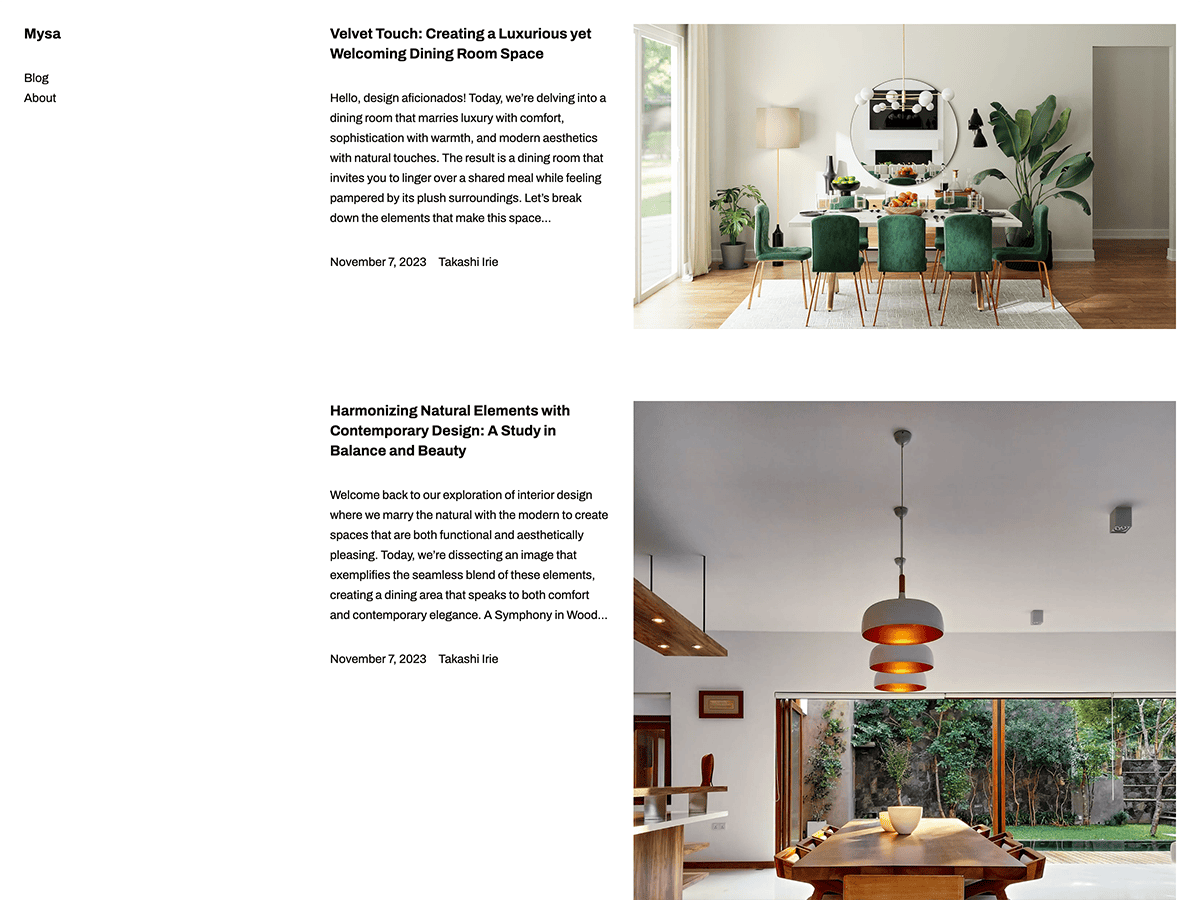 Mysa
Blog
About
Velvet Touch: Creating a Luxurious yet
Welcoming Dining Room Space
Hello, design aficionados! Today, we’re delving into a
dining room that marries luxury with comfort,
sophistication with warmth, and modern aesthetics
with natural touches. The result is a dining room that
invites you to linger over a shared meal while feeling
pampered by its plush surroundings. Let’s break
down the elements that make this space…
November 7, 2023 Takashi Irie
Harmonizing Natural Elements with
Contemporary Design: A Study in
Balance and Beauty
Welcome back to our exploration of interior design
where we marry the natural with the modern to create
spaces that are both functional and aesthetically
pleasing. Today, we’re dissecting an image that
exemplifies the seamless blend of these elements,
creating a dining area that speaks to both comfort
and contemporary elegance. A Symphony in Wood…
November 7, 2023 Takashi Irie